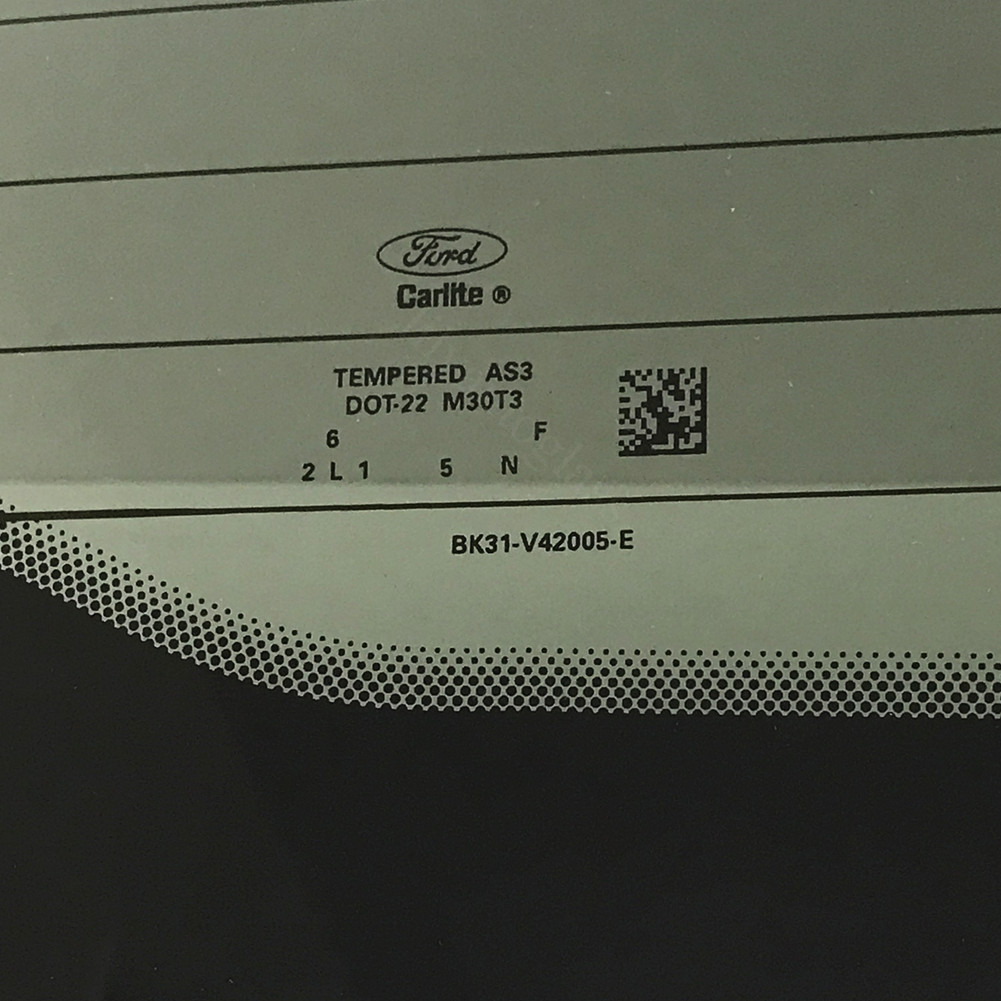 Ford
Carlite ®
TEMPERED AS3
DOT-22 M30T3
6 F
2 L 1 5 N
BK31-V42005-E